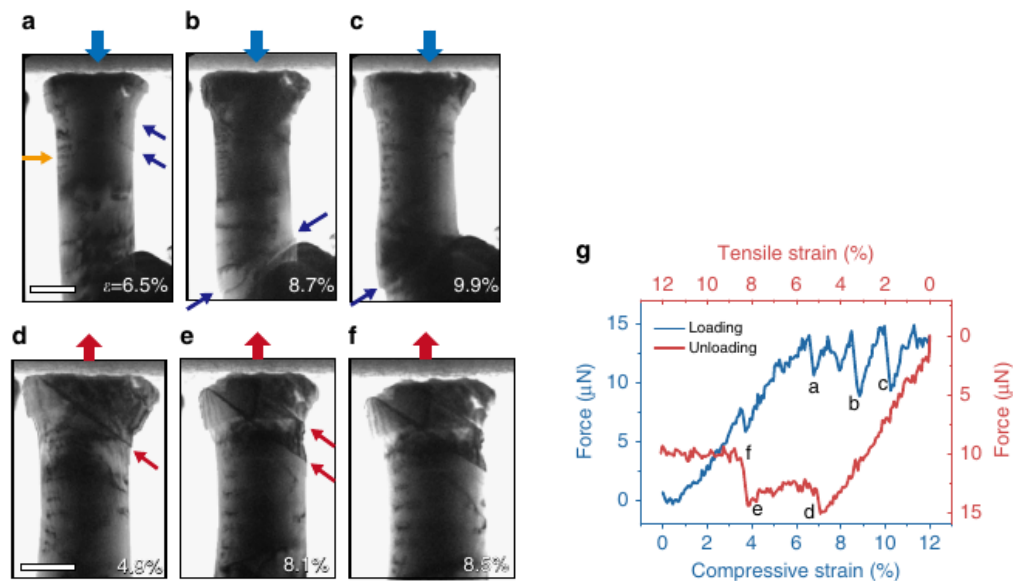 a
b
c
ε=6.5%
8.7%
9.9%
d
e
f
4.8%
8.1%
8.5%
g
Tensile strain (%)
12 10 8 6 4 2 0
15
10
5
0
Force (μN)
Loading
Unloading
a
b
c
f
e
d
0
5
10
15
Force (μN)
0 2 4 6 8 10 12
Compressive strain (%)